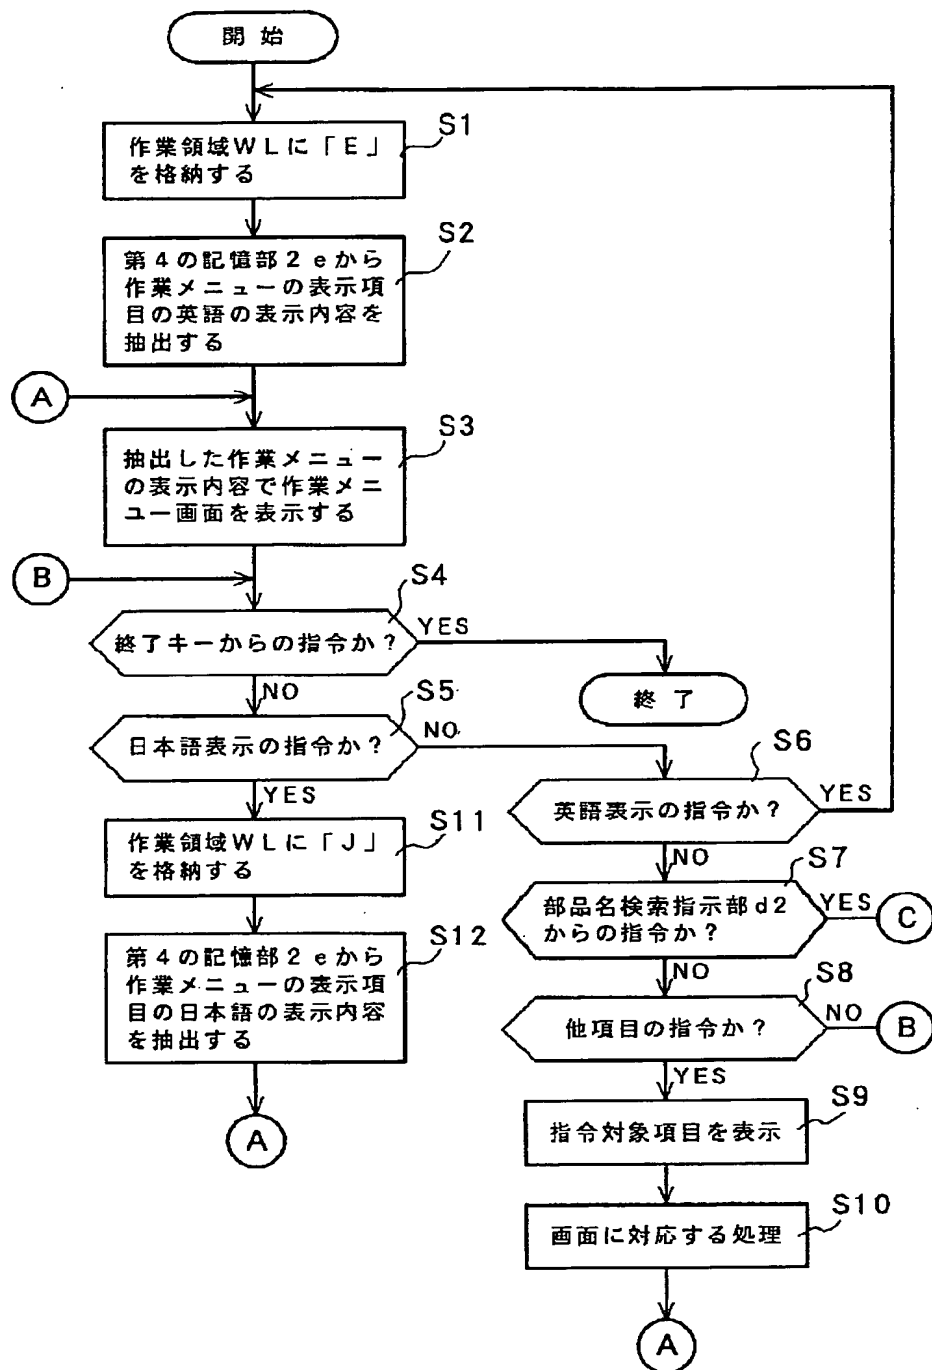 開始
S1
作業領域WLに「E」
を格納する
S2
第4の記憶部2eから
作業メニューの表示項
目の英語の表示内容を
抽出する
A
S3
抽出した作業メニュー
の表示内容で作業メニ
ュー画面を表示する
B
S4
終了キーからの指令か?
YES
終了
NO
S5
日本語表示の指令か?
NO
YES
S6
英語表示の指令か?
YES
NO
S11
作業領域WLに「J」
を格納する
S12
第4の記憶部2eから
作業メニューの表示項
目の日本語の表示内容
を抽出する
A
S7
部品名検索指示部d2
からの指令か?
YES
C
NO
S8
他項目の指令か?
NO
B
YES
S9
指令対象項目を表示
S10
画面に対応する処理
A